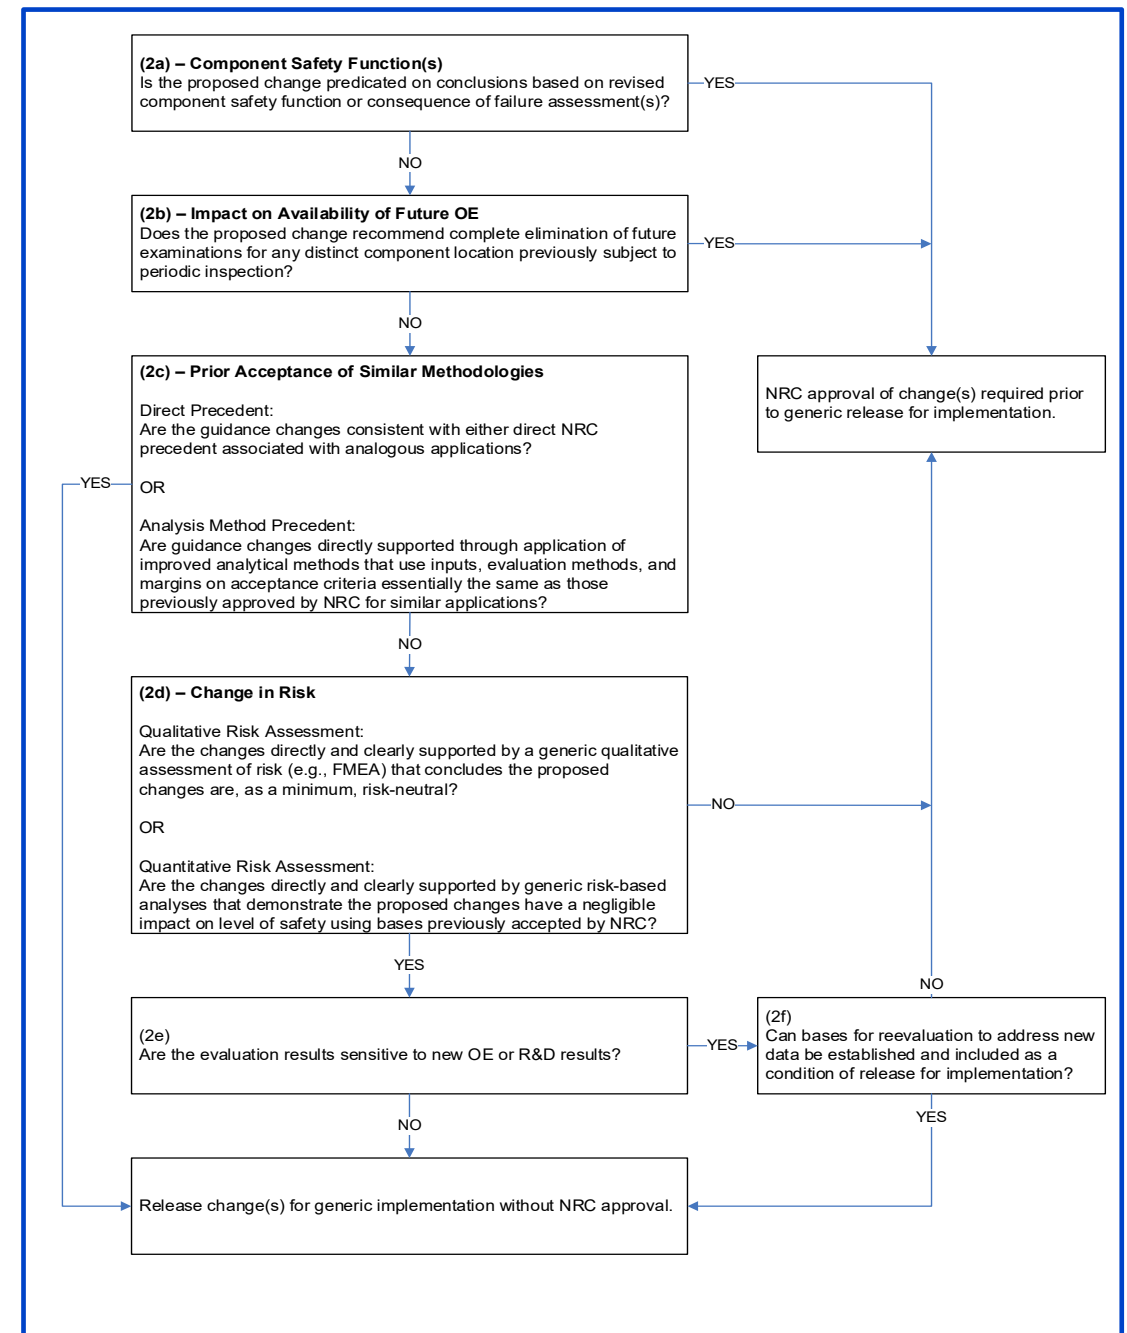 (2a) – Component Safety Function(s)
Is the proposed change predicated on conclusions based on revised
component safety function or consequence of failure assessment(s)?
YES
NO
(2b) – Impact on Availability of Future OE
Does the proposed change recommend complete elimination of future
examinations for any distinct component location previously subject to
periodic inspection?
YES
NO
(2c) – Prior Acceptance of Similar Methodologies
Direct Precedent:
Are the guidance changes consistent with either direct NRC
precedent associated with analogous applications?
OR
Analysis Method Precedent:
Are guidance changes directly supported through application of
improved analytical methods that use inputs, evaluation methods, and
margins on acceptance criteria essentially the same as those
previously approved by NRC for similar applications?
YES
NRC approval of change(s) required prior
to generic release for implementation.
NO
(2d) – Change in Risk
Qualitative Risk Assessment:
Are the changes directly and clearly supported by a generic qualitative
assessment of risk (e.g., FMEA) that concludes the proposed
changes are, as a minimum, risk-neutral?
OR
Quantitative Risk Assessment:
Are the changes directly and clearly supported by generic risk-based
analyses that demonstrate the proposed changes have a negligible
impact on level of safety using bases previously accepted by NRC?
NO
YES
(2e)
Are the evaluation results sensitive to new OE or R&D results?
YES
NO
(2f)
Can bases for reevaluation to address new
data be established and included as a
condition of release for implementation?
NO
YES
Release change(s) for generic implementation without NRC approval.